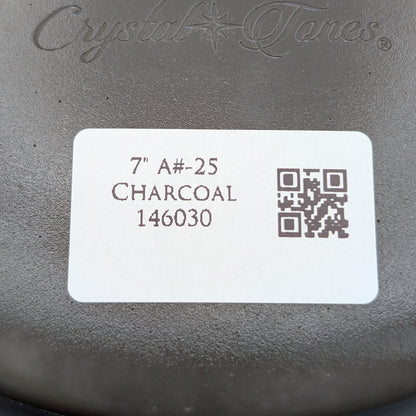 Crystal Tones®
7" A#-25
CHARCOAL
146030